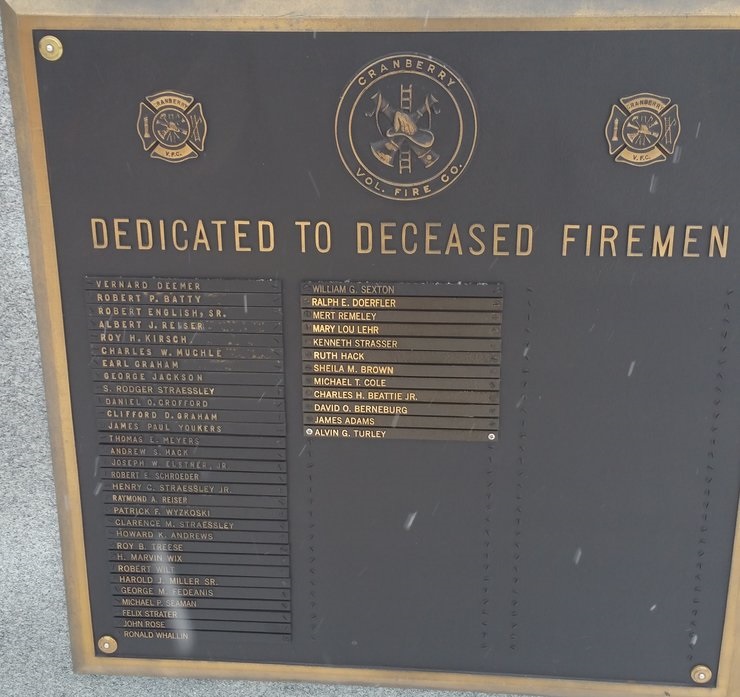 CRANBERRY
VOL. FIRE CO.
CRANBERRY
V.F.C.
CRANBERRY
V.F.C.
DEDICATED TO DECEASED FIREMEN
VERNARD DEEMER
ROBERT P. BATTY
ROBERT ENGLISH, SR.
ALBERT J. REISER
ROY H. KIRSCH
CHARLES W. MUCHLE
EARL GRAHAM
GEORGE JACKSON
S. RODGER STRAESSLEY
DANIEL O. CROFFORD
CLIFFORD D. GRAHAM
JAMES PAUL YOUKERS
THOMAS E. MEYERS
ANDREW S. HACK
JOSEPH W. ELSTNER, JR
ROBERT E. SCHROEDER
HENRY C. STRAESSLEY JR.
RAYMOND A. REISER
PATRICK F. WYZKOSKI
CLARENCE M. STRAESSLEY
HOWARD K. ANDREWS
ROY B. TREESE
H. MARVIN WIX
ROBERT WILT
HAROLD J. MILLER SR.
GEORGE M. FEDEANIS
MICHAEL P. SEAMAN
FELIX STRATER
JOHN ROSE
RONALD WHALLIN
WILLIAM G. SEXTON
RALPH E. DOERFLER
MERT REMELEY
MARY LOU LEHR
KENNETH STRASSER
RUTH HACK
SHEILA M. BROWN
MICHAEL T. COLE
CHARLES H. BEATTIE JR.
DAVID O. BERNEBURG
JAMES ADAMS
ALVIN G. TURLEY